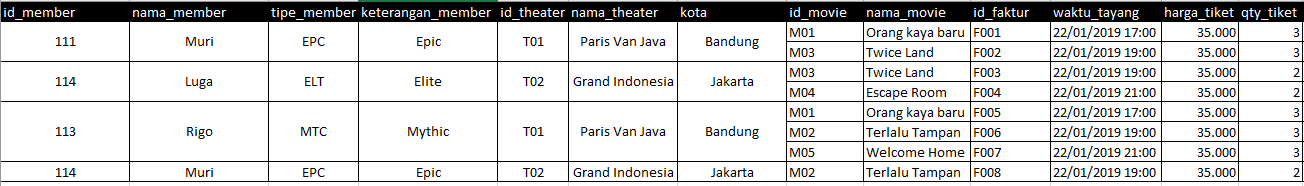 id_member nama_member tipe_member keterangan_member id_theater nama_theater kota id_movie nama_movie id_faktur waktu_tayang harga_tiket qty_tiket
111 Muri EPC Epic T01 Paris Van Java Bandung M01 Orang kaya baru F001 22/01/2019 17:00 35.000 3
M03 Twice Land F002 22/01/2019 19:00 35.000 3
114 Luga ELT Elite T02 Grand Indonesia Jakarta M03 Twice Land F003 22/01/2019 19:00 35.000 2
M04 Escape Room F004 22/01/2019 21:00 35.000 2
113 Rigo MTC Mythic T01 Paris Van Java Bandung M01 Orang kaya baru F005 22/01/2019 17:00 35.000 3
M02 Terlalu Tampan F006 22/01/2019 19:00 35.000 3
M05 Welcome Home F007 22/01/2019 21:00 35.000 3
114 Muri EPC Epic T02 Grand Indonesia Jakarta M02 Terlalu Tampan F008 22/01/2019 19:00 35.000 2